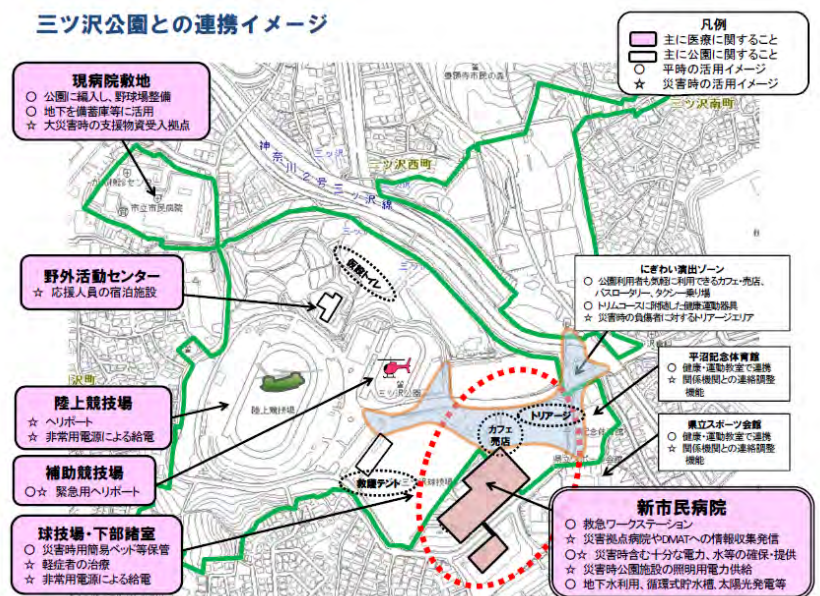 三ツ沢公園との連携イメージ
凡例
主に医療に関すること
主に公園に関すること
○ 平時の活用イメージ
☆ 災害時の活用イメージ
現病院敷地
○ 公園に編入し、野球場整備
○ 地下を備蓄庫等に活用
☆ 大災害時の支援物資受入拠点
三ツ沢南町
三ツ沢西町
神奈川2号三ツ沢線
市立市民病院
野外活動センター
☆ 応援人員の宿泊施設
仮設トイレ
にぎわい演出ゾーン
○ 公園利用者も気軽に利用できるカフェ・売店、
バスロータリー、タクシー乗り場
○ トリムコースに附随した健康運動器具
☆ 災害時の負傷者に対するトリアージエリア
平沼記念体育館
○ 健康・運動教室で連携
☆ 関係機関との連絡調整
機能
陸上競技場
☆ ヘリポート
☆ 非常用電源による給電
陸上競技場
三ツ沢公園
トリアージ
カフェ
売店
県立スポーツ会館
○ 健康・運動教室で連携
☆ 関係機関との連絡調整
機能
補助競技場
○☆ 緊急用ヘリポート
救護テント
球技場・下部諸室
○ 災害時用簡易ベッド等保管
☆ 軽症者の治療
☆ 非常用電源による給電
新市民病院
○ 救急ワークステーション
☆ 災害拠点病院やDMATへの情報収集発信
○☆ 災害時含む十分な電力、水等の確保・提供
☆ 災害時公園施設の照明用電力供給
○ 地下水利用、循環式貯水槽、太陽光発電等